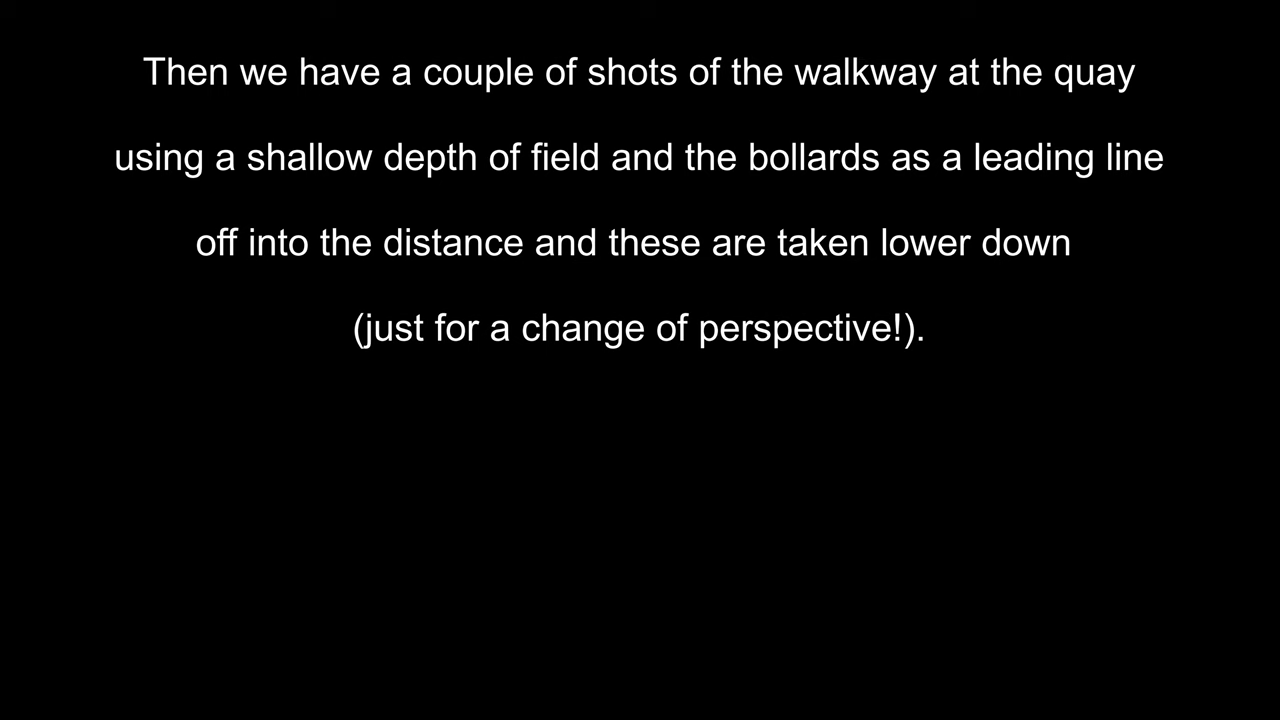 Then we have a couple of shots of the walkway at the quay
using a shallow depth of field and the bollards as a leading line
off into the distance and these are taken lower down
(just for a change of perspective!).